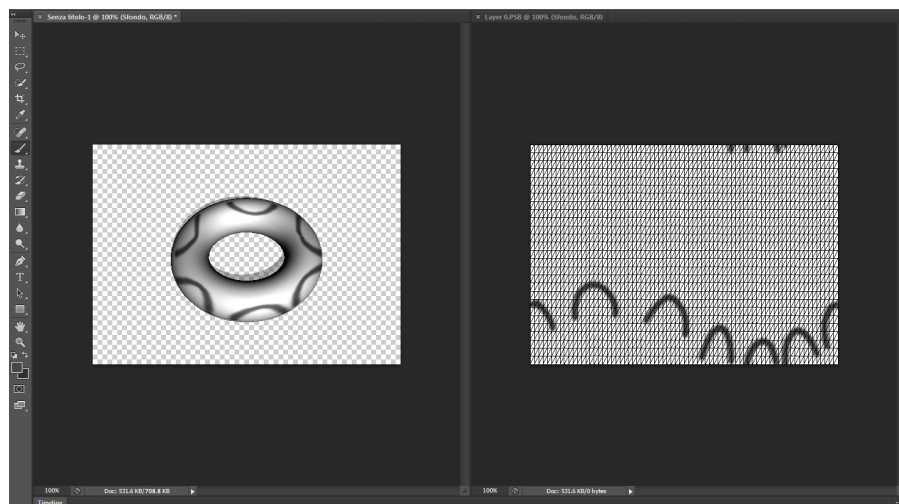 Senza titolo-1 @ 100% (Sfondo, RGB/8) *
Layer 0.PSB @ 100% (Sfondo, RGB/8)
100%
Doc: 531.6 KB/708.8 KB
100%
Doc: 531.6 KB/0 bytes
Timeline